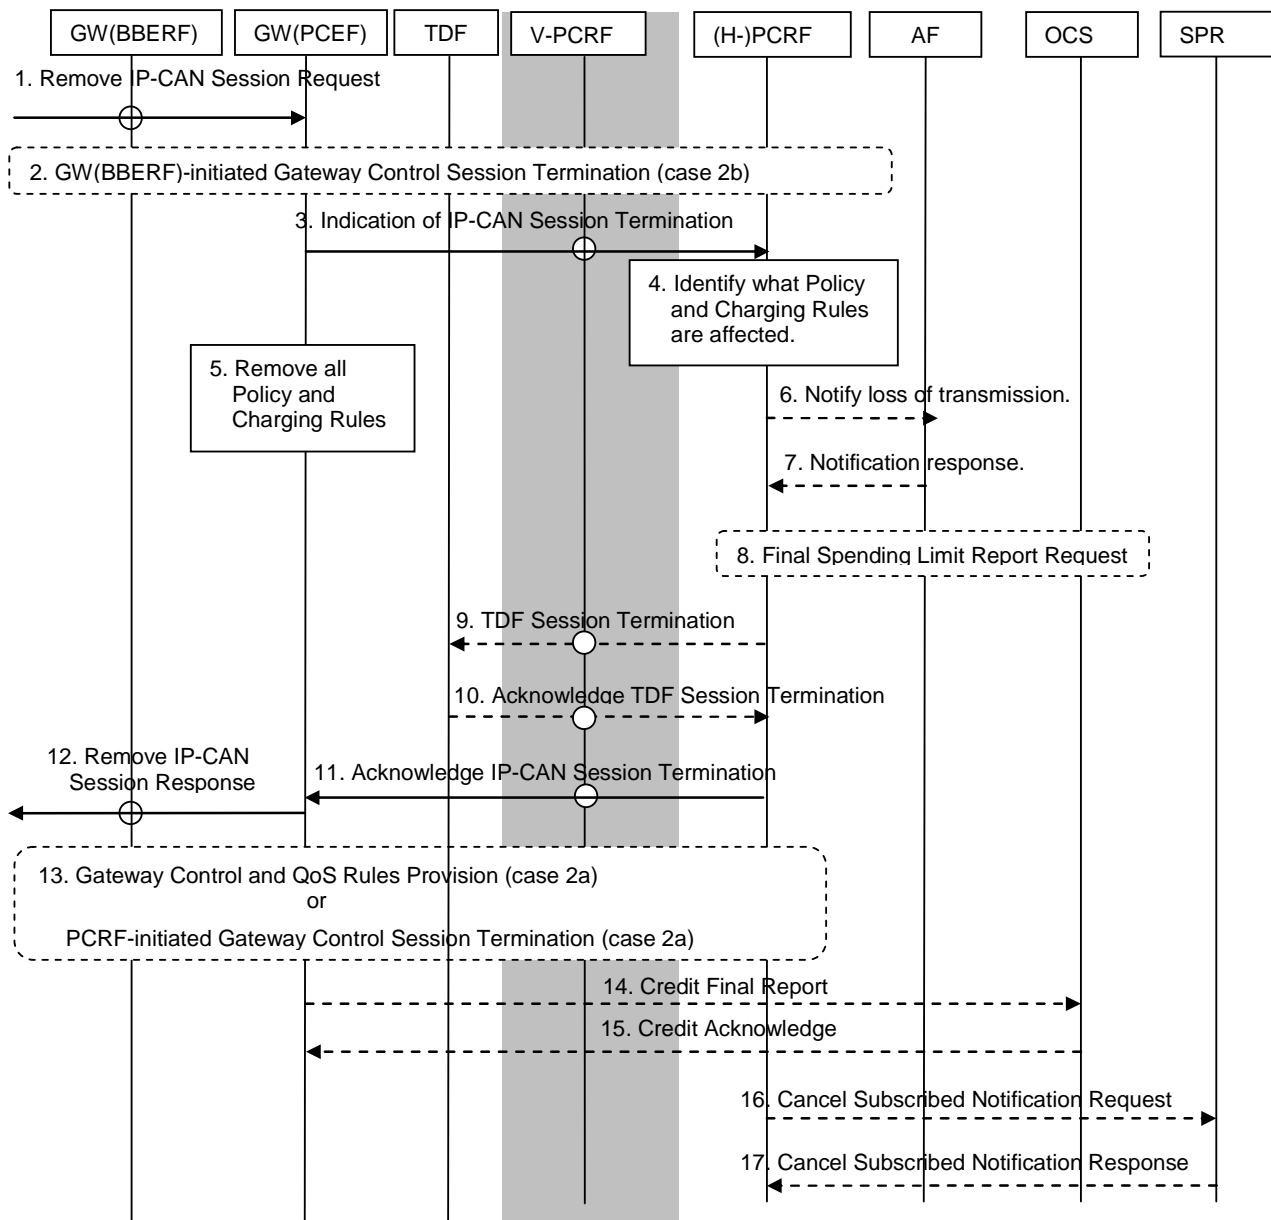 GW(BBERF)
GW(PCEF)
TDF
V-PCRF
(H-)PCRF
AF
OCS
SPR
1. Remove IP-CAN Session Request
2. GW(BBERF)-initiated Gateway Control Session Termination (case 2b)
3. Indication of IP-CAN Session Termination
4. Identify what Policy
and Charging Rules
are affected.
5. Remove all
Policy and
Charging Rules
6. Notify loss of transmission.
7. Notification response.
8. Final Spending Limit Report Request
9. TDF Session Termination
10. Acknowledge TDF Session Termination
12. Remove IP-CAN
Session Response
11. Acknowledge IP-CAN Session Termination
13. Gateway Control and QoS Rules Provision (case 2a)
or
PCRF-initiated Gateway Control Session Termination (case 2a)
14. Credit Final Report
15. Credit Acknowledge
16. Cancel Subscribed Notification Request
17. Cancel Subscribed Notification Response